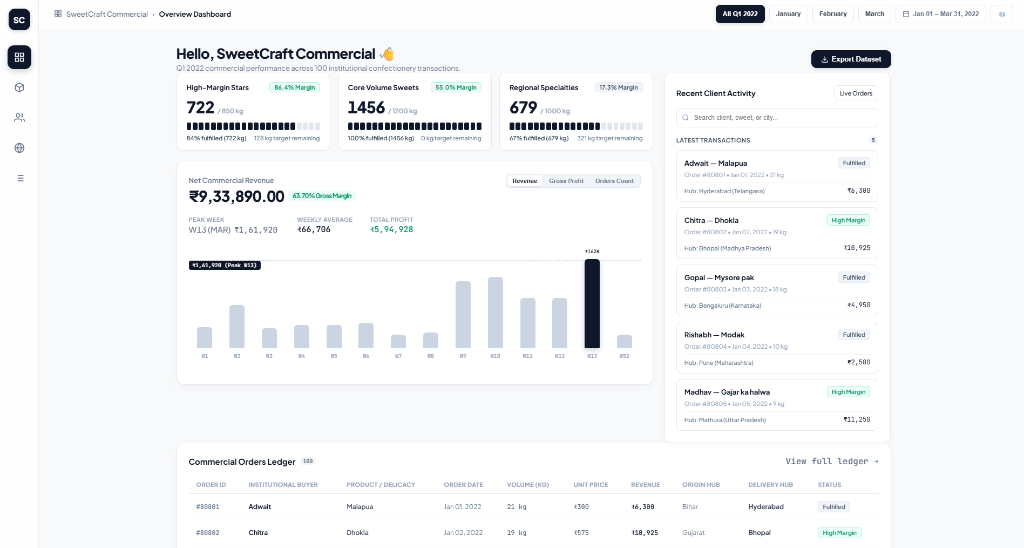 SC
SweetCraft Commercial › Overview Dashboard
All Q1 2022
January
February
March
Jan 01 – Mar 31, 2022
Hello, SweetCraft Commercial 👋
Q1 2022 commercial performance across 100 institutional confectionery transactions.
Export Dataset
High-Margin Stars
86.4% Margin
722 / 850 kg
84% fulfilled (722 kg)
128 kg target remaining
Core Volume Sweets
55.0% Margin
1456 / 1200 kg
100% fulfilled (1456 kg)
0 kg target remaining
Regional Specialties
17.3% Margin
679 / 1000 kg
67% fulfilled (679 kg)
321 kg target remaining
Net Commercial Revenue
₹9,33,890.00
63.70% Gross Margin
Revenue
Gross Profit
Orders Count
PEAK WEEK
W13 (MAR) ₹1,61,920
WEEKLY AVERAGE
₹66,706
TOTAL PROFIT
₹5,94,928
₹162K
₹1,61,920 (Peak W13)
W1
W2
W3
W4
W5
W6
W7
W8
W9
W10
W11
W12
W13
W52
Recent Client Activity
Live Orders
Search client, sweet, or city...
LATEST TRANSACTIONS
5
Adwait — Malapua
Fulfilled
Order #80801 • Jan 01, 2022 • 21 kg
Hub: Hyderabad (Telangana)
₹6,300
Chitra — Dhokla
High Margin
Order #80802 • Jan 02, 2022 • 19 kg
Hub: Bhopal (Madhya Pradesh)
₹10,925
Gopal — Mysore pak
Fulfilled
Order #80803 • Jan 03, 2022 • 18 kg
Hub: Bengaluru (Karnataka)
₹4,950
Rishabh — Modak
Fulfilled
Order #80804 • Jan 04, 2022 • 10 kg
Hub: Pune (Maharashtra)
₹2,500
Madhav — Gajar ka halwa
High Margin
Order #80805 • Jan 05, 2022 • 9 kg
Hub: Mathura (Uttar Pradesh)
₹11,250
Commercial Orders Ledger 100
View full ledger →
ORDER ID INSTITUTIONAL BUYER PRODUCT / DELICACY ORDER DATE VOLUME (KG) UNIT PRICE REVENUE ORIGIN HUB DELIVERY HUB STATUS
#80801 Adwait Malapua Jan 01, 2022 21 kg ₹300 ₹6,300 Bihar Hyderabad Fulfilled
#80802 Chitra Dhokla Jan 02, 2022 19 kg ₹575 ₹10,925 Gujarat Bhopal High Margin